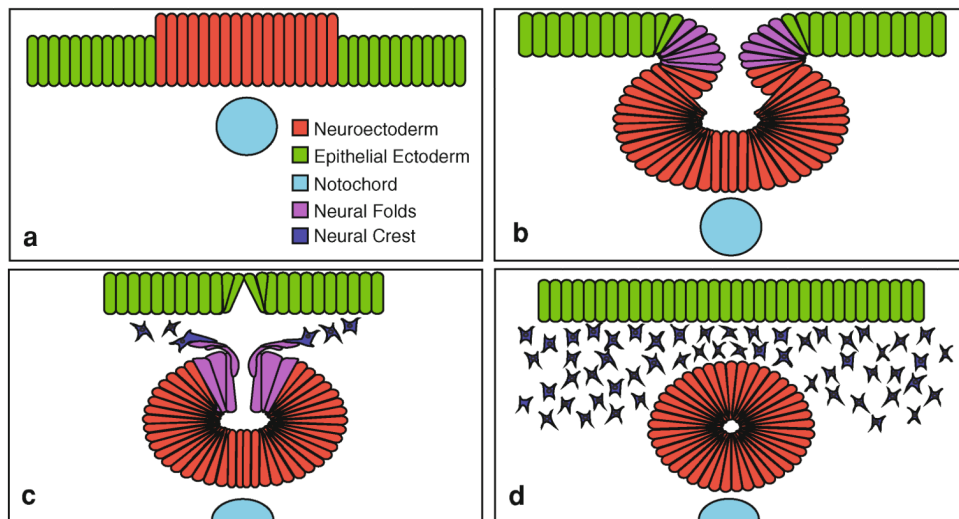 Neuroectoderm
Epithelial Ectoderm
Notochord
Neural Folds
Neural Crest
a
b
c
d